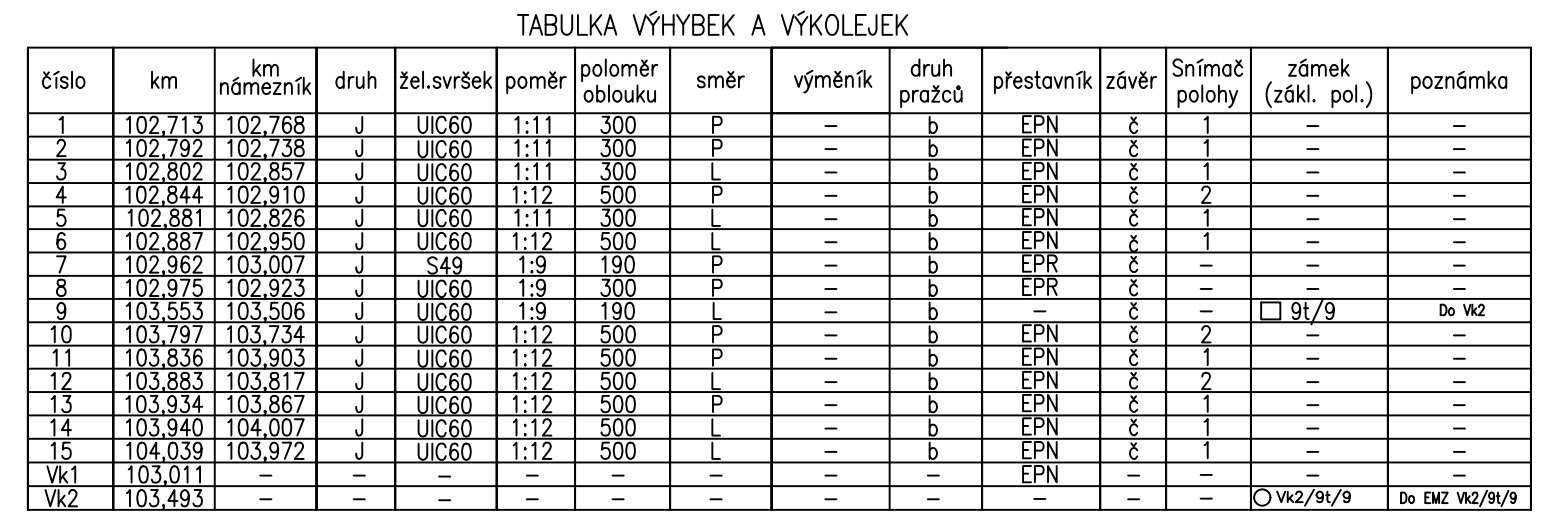 TABULKA VÝHYBEK A VÝKOLEJEK
číslo km km námezník druh žel.svršek poměr poloměr oblouku směr výměník druh pražců přestavník závěr Snímač polohy zámek (zákl. pol.) poznámka
1 102,713 102,768 J UIC60 1:11 300 P – b EPN č 1 – –
2 102,792 102,738 J UIC60 1:11 300 P – b EPN č 1 – –
3 102,802 102,857 J UIC60 1:11 300 L – b EPN č 1 – –
4 102,844 102,910 J UIC60 1:12 500 P – b EPN č 2 – –
5 102,881 102,826 J UIC60 1:11 300 L – b EPN č 1 – –
6 102,887 102,950 J UIC60 1:12 500 L – b EPN č 1 – –
7 102,962 103,007 J S49 1:9 190 P – b EPR č – – –
8 102,975 102,923 J UIC60 1:9 300 P – b EPR č – – –
9 103,553 103,506 J UIC60 1:9 190 L – b – č – 9t/9 Do Vk2
10 103,797 103,734 J UIC60 1:12 500 P – b EPN č 2 – –
11 103,836 103,903 J UIC60 1:12 500 P – b EPN č 1 – –
12 103,883 103,817 J UIC60 1:12 500 L – b EPN č 2 – –
13 103,934 103,867 J UIC60 1:12 500 P – b EPN č 1 – –
14 103,940 104,007 J UIC60 1:12 500 L – b EPN č 1 – –
15 104,039 103,972 J UIC60 1:12 500 L – b EPN č 1 – –
Vk1 103,011 – – – – – – – – EPN – – – –
Vk2 103,493 – – – – – – – – – – – Vk2/9t/9 Do EMZ Vk2/9t/9